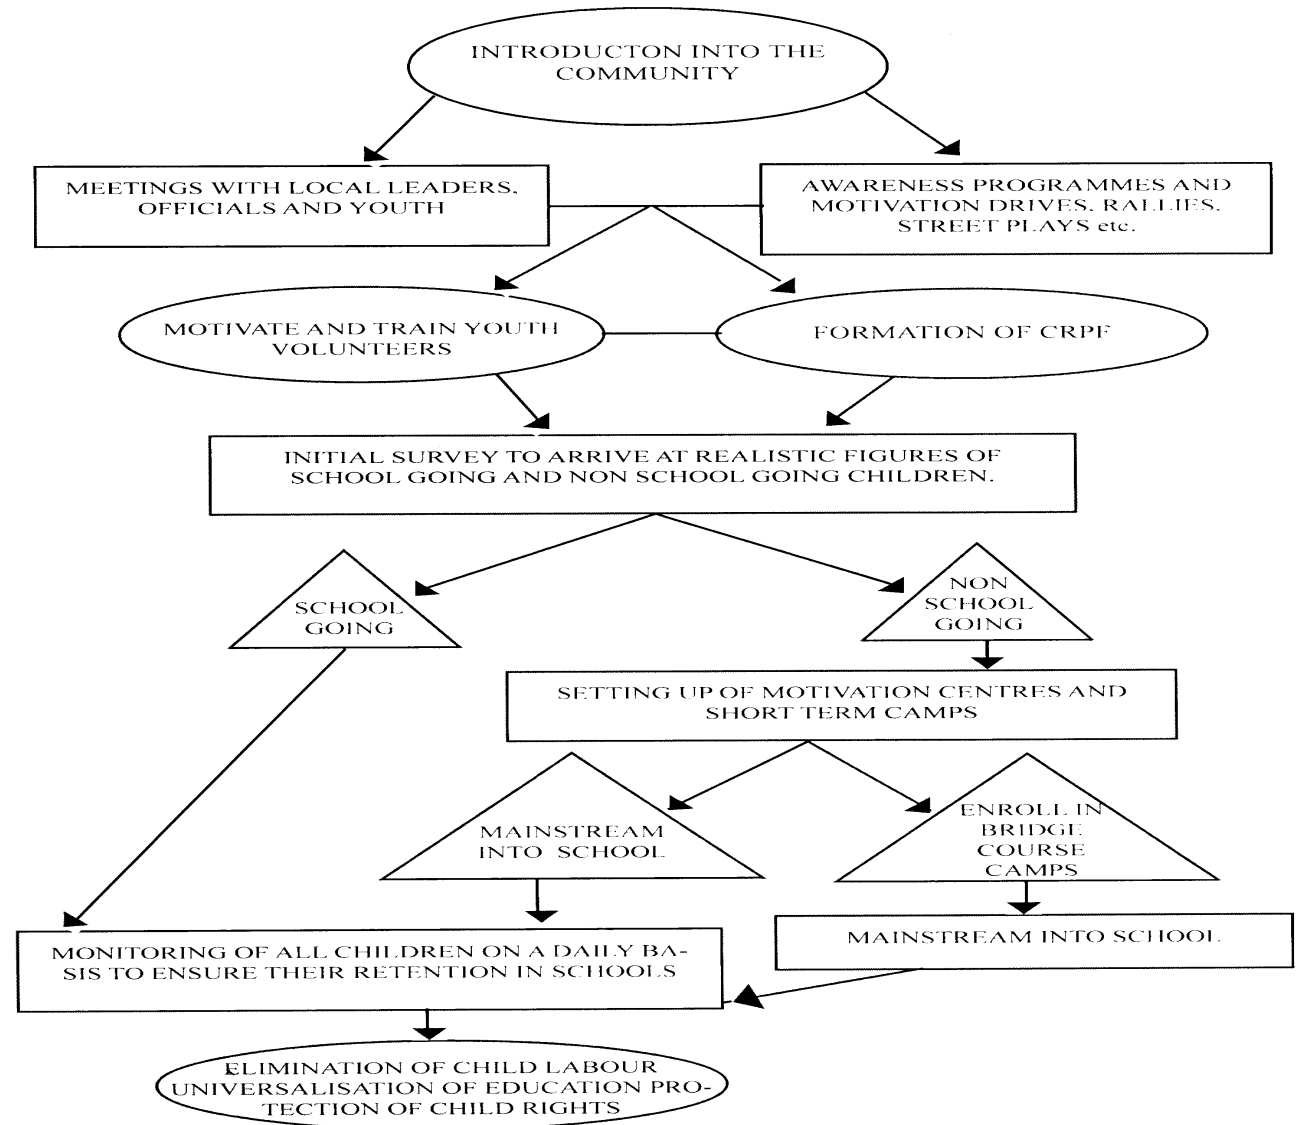 INTRODUCTON INTO THE
COMMUNITY
MEETINGS WITH LOCAL LEADERS,
OFFICIALS AND YOUTH
AWARENESS PROGRAMMES AND
MOTIVATION DRIVES, RALLIES,
STREET PLAYS etc.
MOTIVATE AND TRAIN YOUTH
VOLUNTEERS
FORMATION OF CRPF
INITIAL SURVEY TO ARRIVE AT REALISTIC FIGURES OF
SCHOOL GOING AND NON SCHOOL GOING CHILDREN.
SCHOOL
GOING
NON
SCHOOL
GOING
SETTING UP OF MOTIVATION CENTRES AND
SHORT TERM CAMPS
MAINSTREAM
INTO SCHOOL
ENROLL IN
BRIDGE
COURSE
CAMPS
MONITORING OF ALL CHILDREN ON A DAILY BA-
SIS TO ENSURE THEIR RETENTION IN SCHOOLS
MAINSTREAM INTO SCHOOL
ELIMINATION OF CHILD LABOUR
UNIVERSALISATION OF EDUCATION PRO-
TECTION OF CHILD RIGHTS